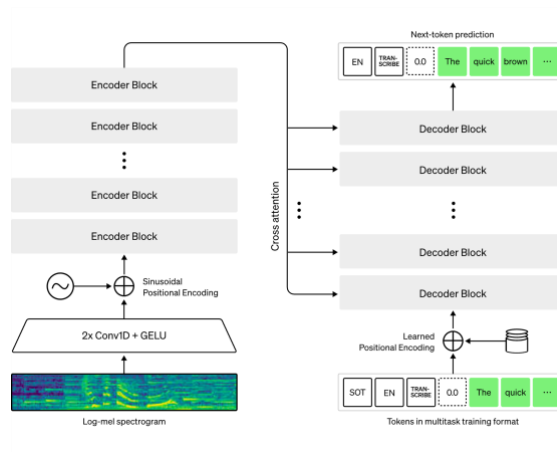 Next-token prediction
EN
TRAN-
SCRIBE
0.0
The
quick
brown
...
Encoder Block
Encoder Block
Encoder Block
Encoder Block
Sinusoidal
Positional Encoding
2x Conv1D + GELU
Log-mel spectrogram
Cross attention
Decoder Block
Decoder Block
Decoder Block
Decoder Block
Learned
Positional Encoding
SOT
EN
TRAN-
SCRIBE
0.0
The
quick
...
Tokens in multitask training format